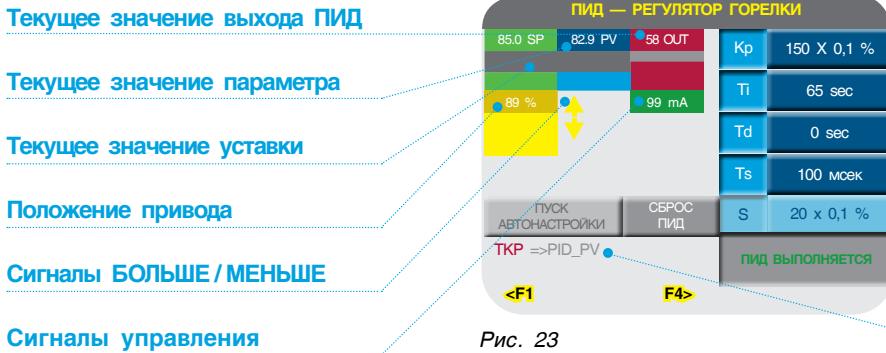 Текущее значение выхода ПИД
Текущее значение параметра
Текущее значение уставки
Положение привода
Сигналы БОЛЬШЕ / МЕНЬШЕ
Сигналы управления
ПИД — РЕГУЛЯТОР ГОРЕЛКИ
85.0 SP 82.9 PV 58 OUT
89 % 99 mA
Kp 150 X 0,1 %
Ti 65 sec
Td 0 sec
Ts 100 мсек
S 20 x 0,1 %
ПУСК
АВТОНАСТРОЙКИ
СБРОС
ПИД
ТКР =>PID_PV
ПИД ВЫПОЛНЯЕТСЯ
<F1 F4>
Рис. 23